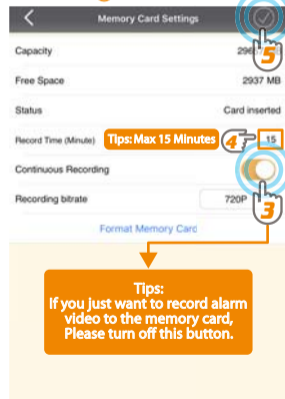 Memory Card Settings
5
Capacity
Free Space 2937 MB
Status Card inserted
Record Time (Minute) Tips: Max 15 Minutes 4 15
Continuous Recording
Recording bitrate 720P
3
Format Memory Card
Tips:
If you just want to record alarm
video to the memory card,
Please turn off this button.